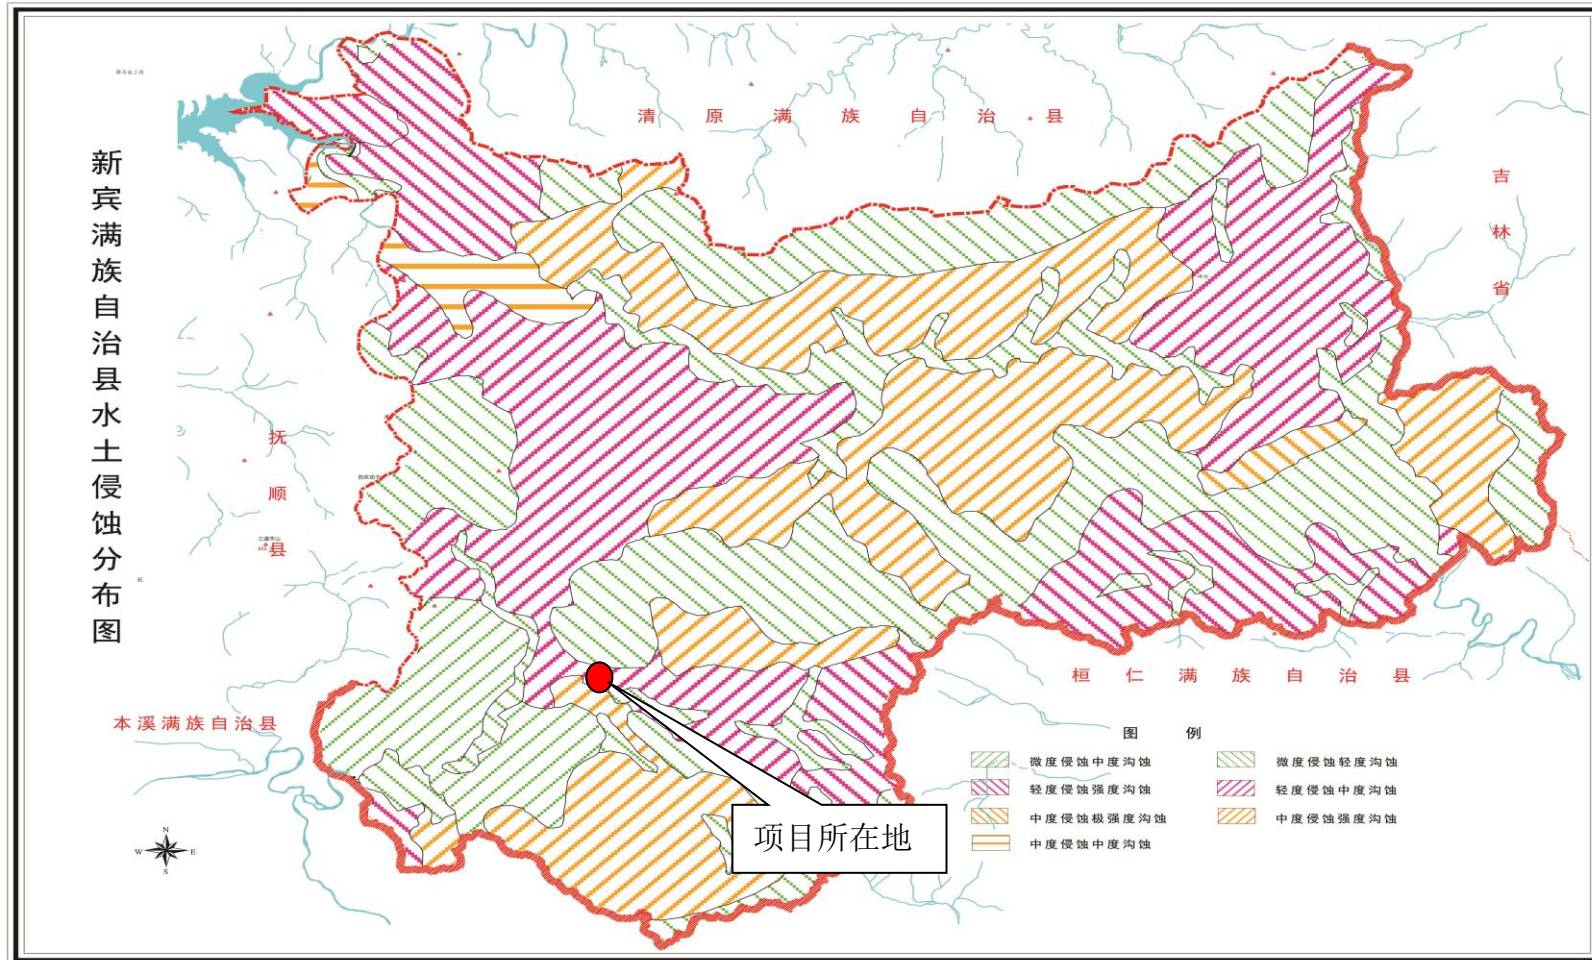 新宾满族自治县水土侵蚀分布图
清原满族自治县
吉林省
抚顺县
本溪满族自治县
桓仁满族自治县
项目所在地
图例
微度侵蚀中度沟蚀
微度侵蚀轻度沟蚀
轻度侵蚀强度沟蚀
轻度侵蚀中度沟蚀
中度侵蚀极强度沟蚀
中度侵蚀强度沟蚀
中度侵蚀中度沟蚀
N
W
E
S